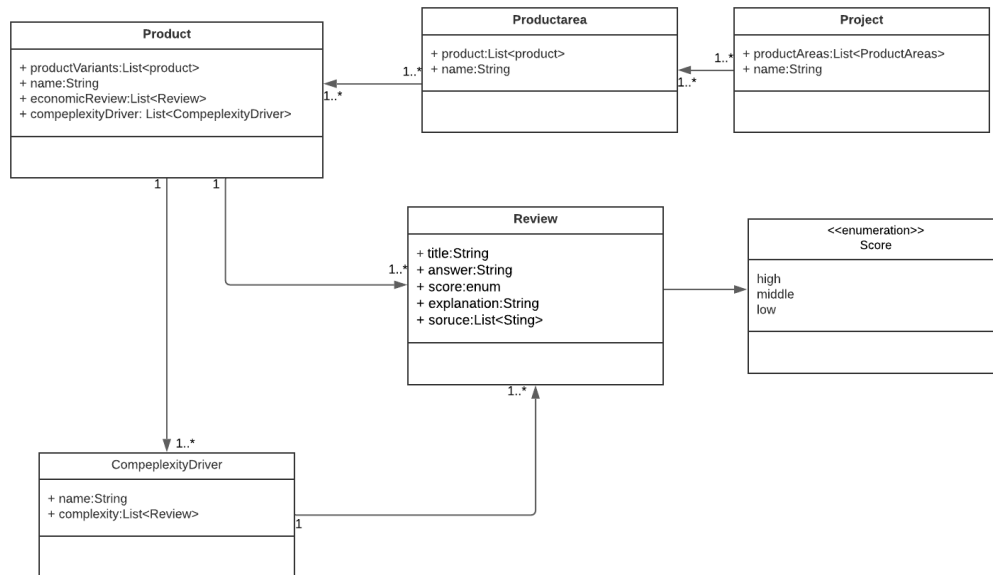 Product
+ productVariants:List<product>
+ name:String
+ economicReview:List<Review>
+ compeplexityDriver: List<CompeplexityDriver>
Productarea
+ product:List<product>
+ name:String
Project
+ productAreas:List<ProductAreas>
+ name:String
1..*
1..*
1..*
1..*
1
1
Review
+ title:String
+ answer:String
+ score:enum
+ explanation:String
+ soruce:List<Sting>
1..*
<<enumeration>>
Score
high
middle
low
1..*
1..*
CompeplexityDriver
+ name:String
+ complexity:List<Review>
1